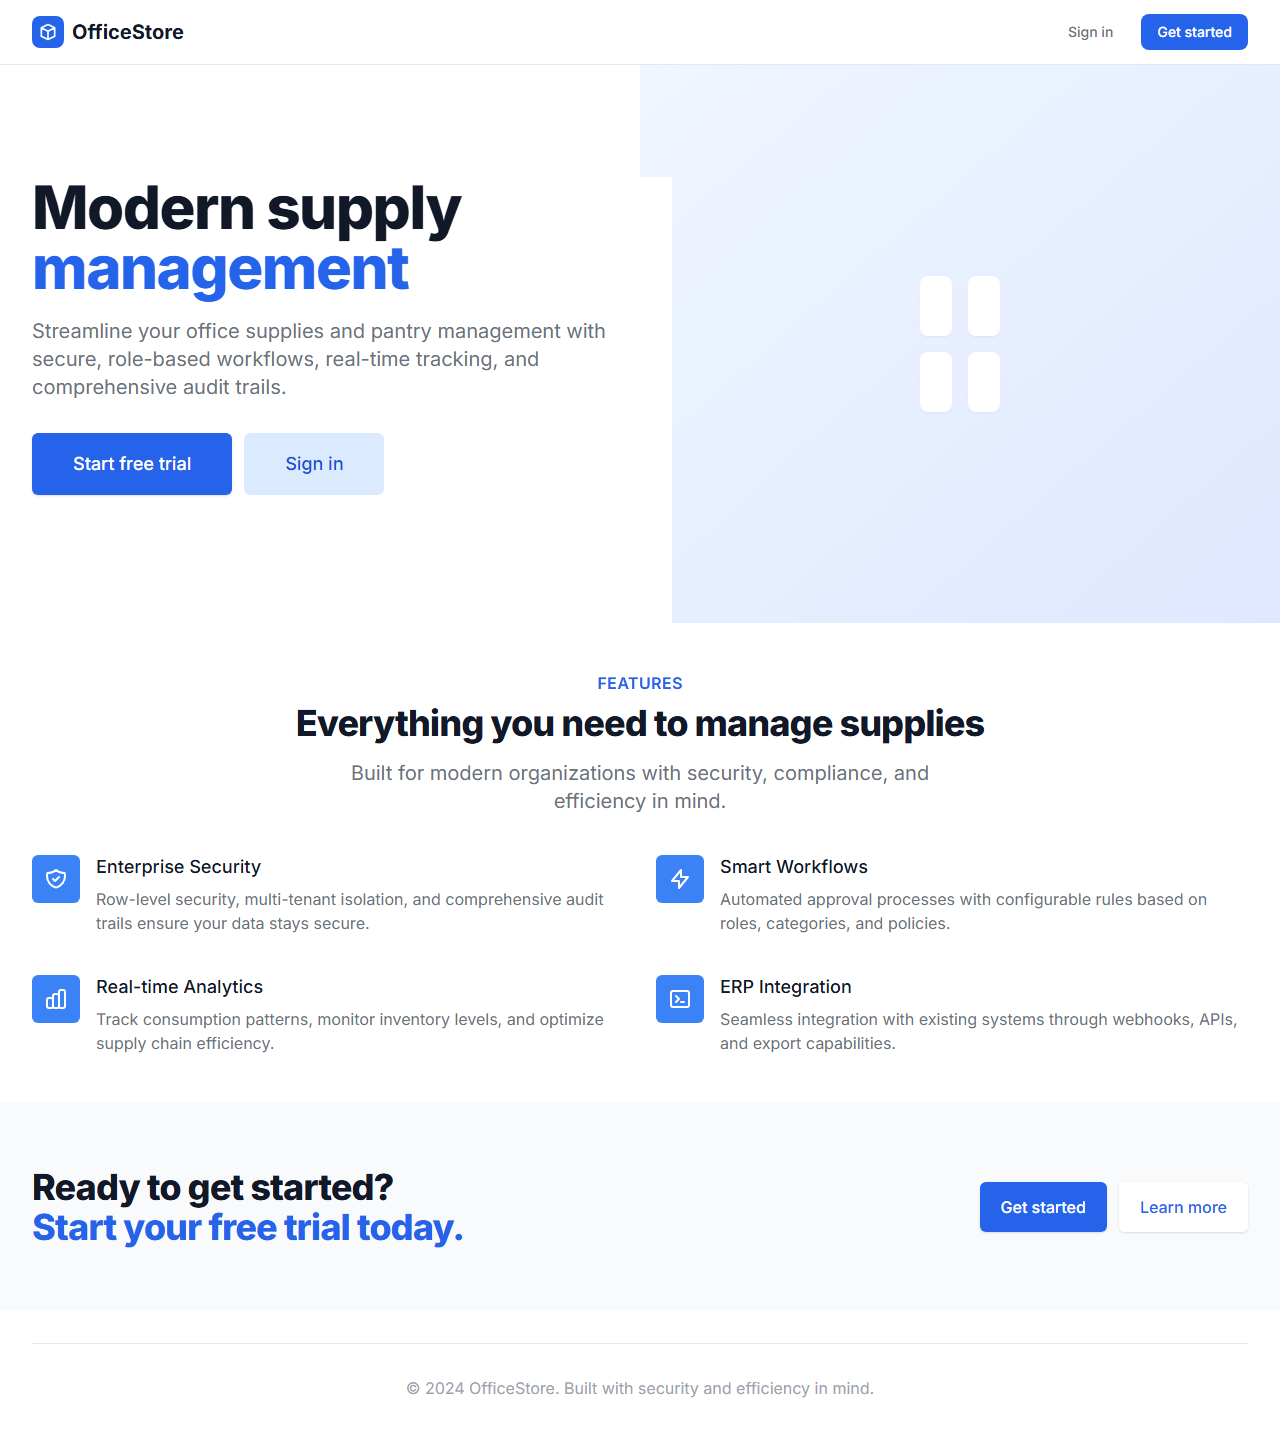 OfficeStore
Sign in
Get started
Modern supply
management
Streamline your office supplies and pantry management with
secure, role-based workflows, real-time tracking, and
comprehensive audit trails.
Start free trial
Sign in
FEATURES
Everything you need to manage supplies
Built for modern organizations with security, compliance, and
efficiency in mind.
Enterprise Security
Row-level security, multi-tenant isolation, and comprehensive audit
trails ensure your data stays secure.
Smart Workflows
Automated approval processes with configurable rules based on
roles, categories, and policies.
Real-time Analytics
Track consumption patterns, monitor inventory levels, and optimize
supply chain efficiency.
ERP Integration
Seamless integration with existing systems through webhooks, APIs,
and export capabilities.
Ready to get started?
Start your free trial today.
Get started
Learn more
© 2024 OfficeStore. Built with security and efficiency in mind.